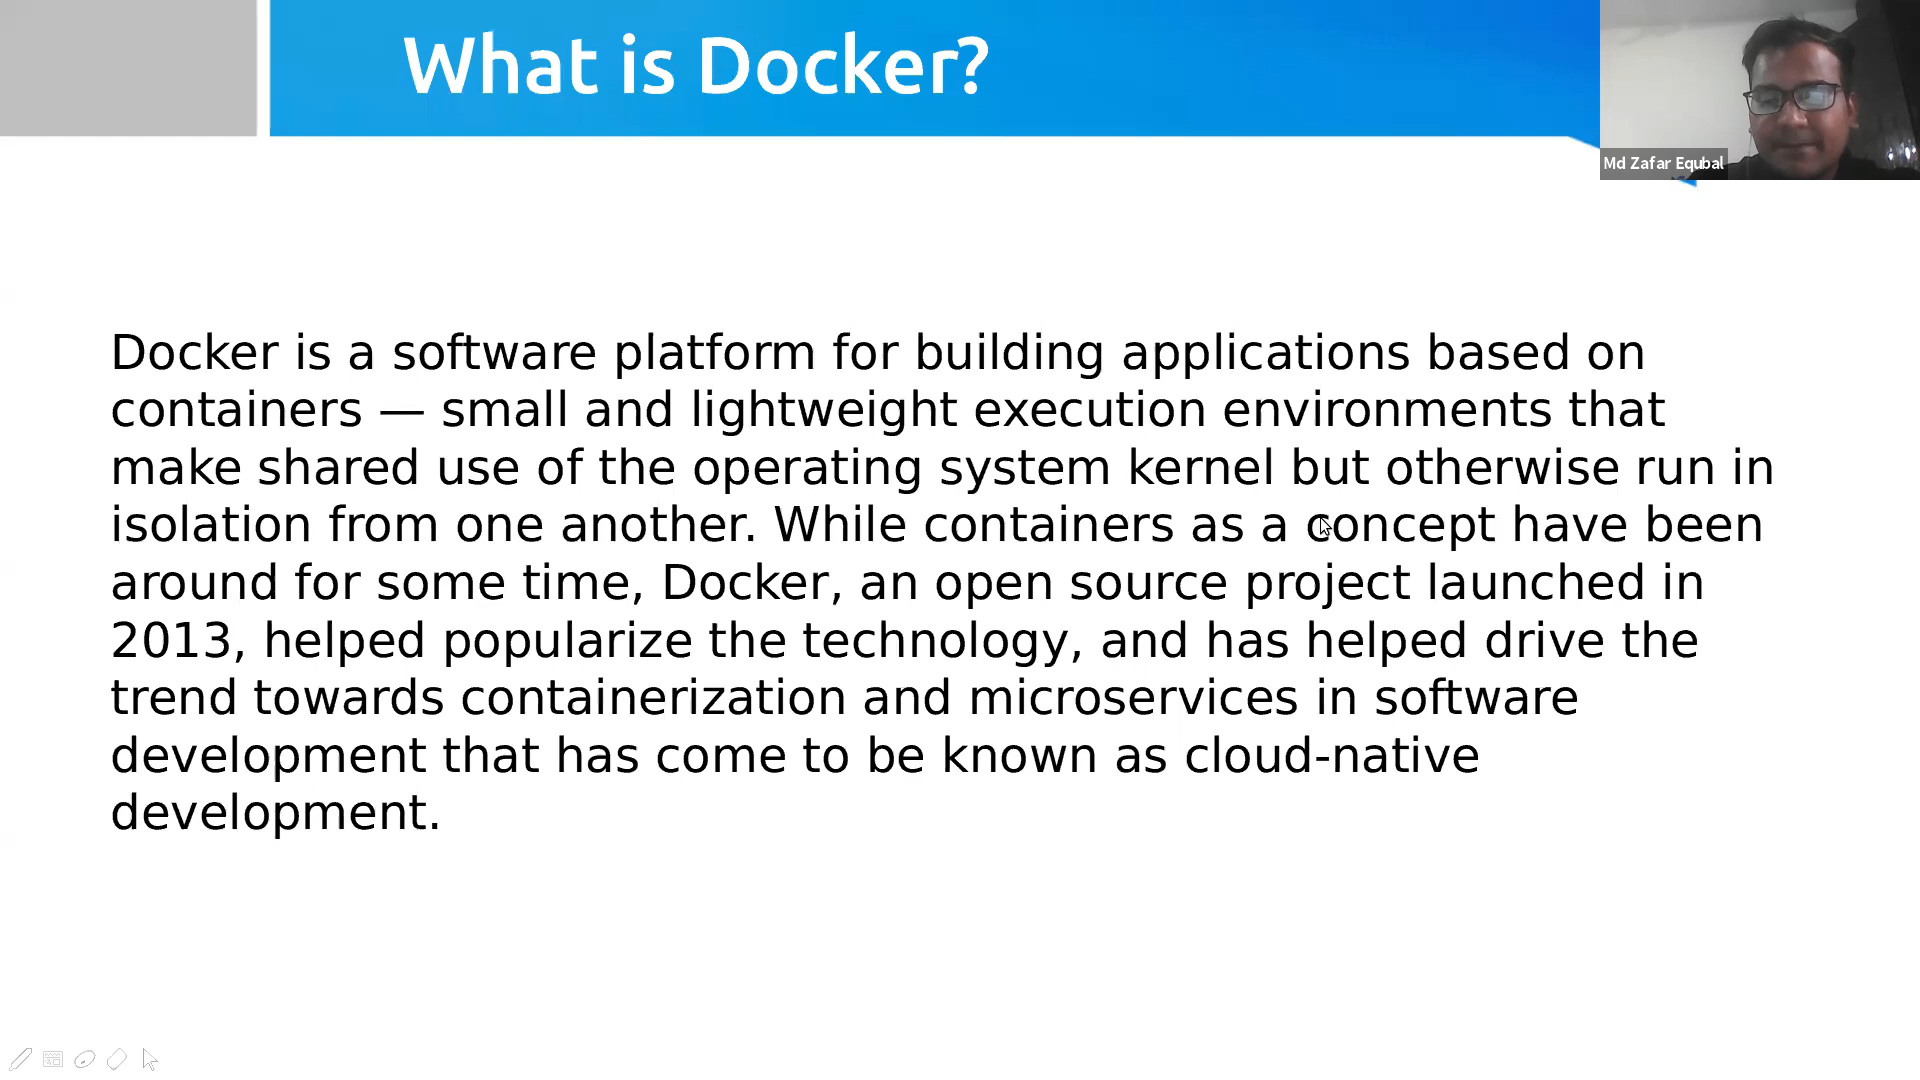 What is Docker?
Md Zafar Equbal
Docker is a software platform for building applications based on
containers — small and lightweight execution environments that
make shared use of the operating system kernel but otherwise run in
isolation from one another. While containers as a concept have been
around for some time, Docker, an open source project launched in
2013, helped popularize the technology, and has helped drive the
trend towards containerization and microservices in software
development that has come to be known as cloud-native
development.